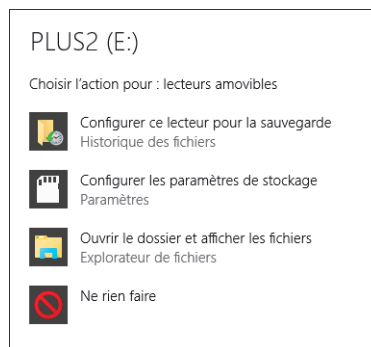 PLUS2 (E:)
Choisir l'action pour : lecteurs amovibles
Configurer ce lecteur pour la sauvegarde
Historique des fichiers
Configurer les paramètres de stockage
Paramètres
Ouvrir le dossier et afficher les fichiers
Explorateur de fichiers
Ne rien faire